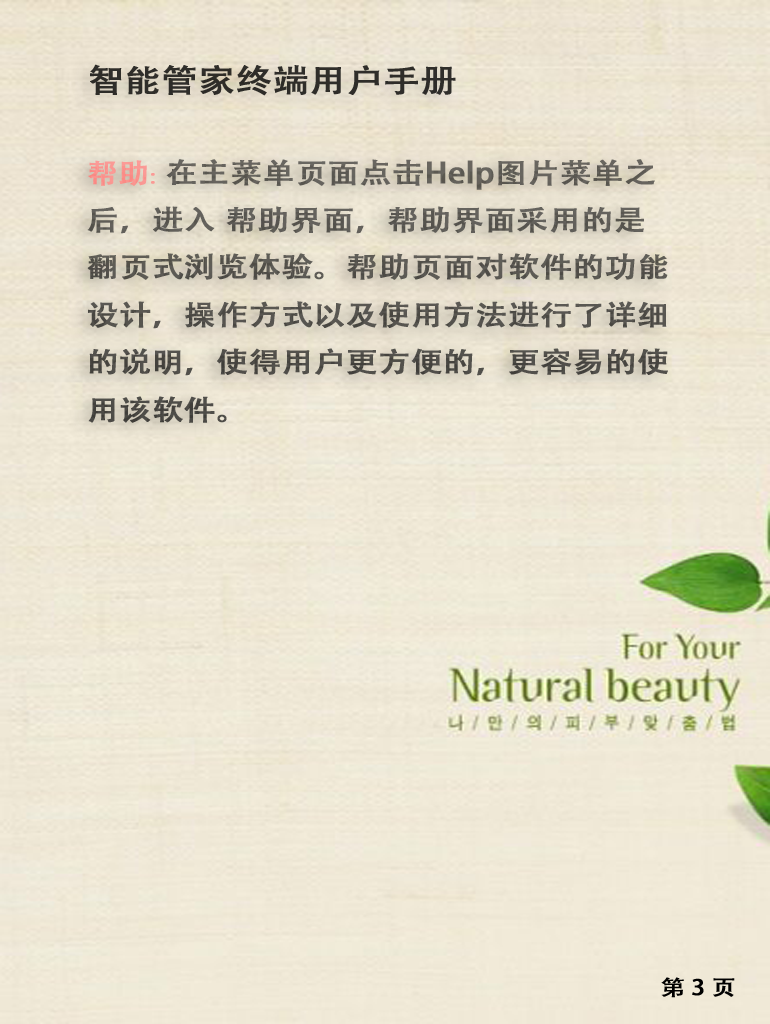 智能管家终端用户手册
帮助: 在主菜单页面点击Help图片菜单之
后，进入 帮助界面，帮助界面采用的是
翻页式浏览体验。帮助页面对软件的功能
设计，操作方式以及使用方法进行了详细
的说明，使得用户更方便的，更容易的使
用该软件。
For Your
Natural beauty
나/만/의/피/부/맞/춤/법
第 3 页